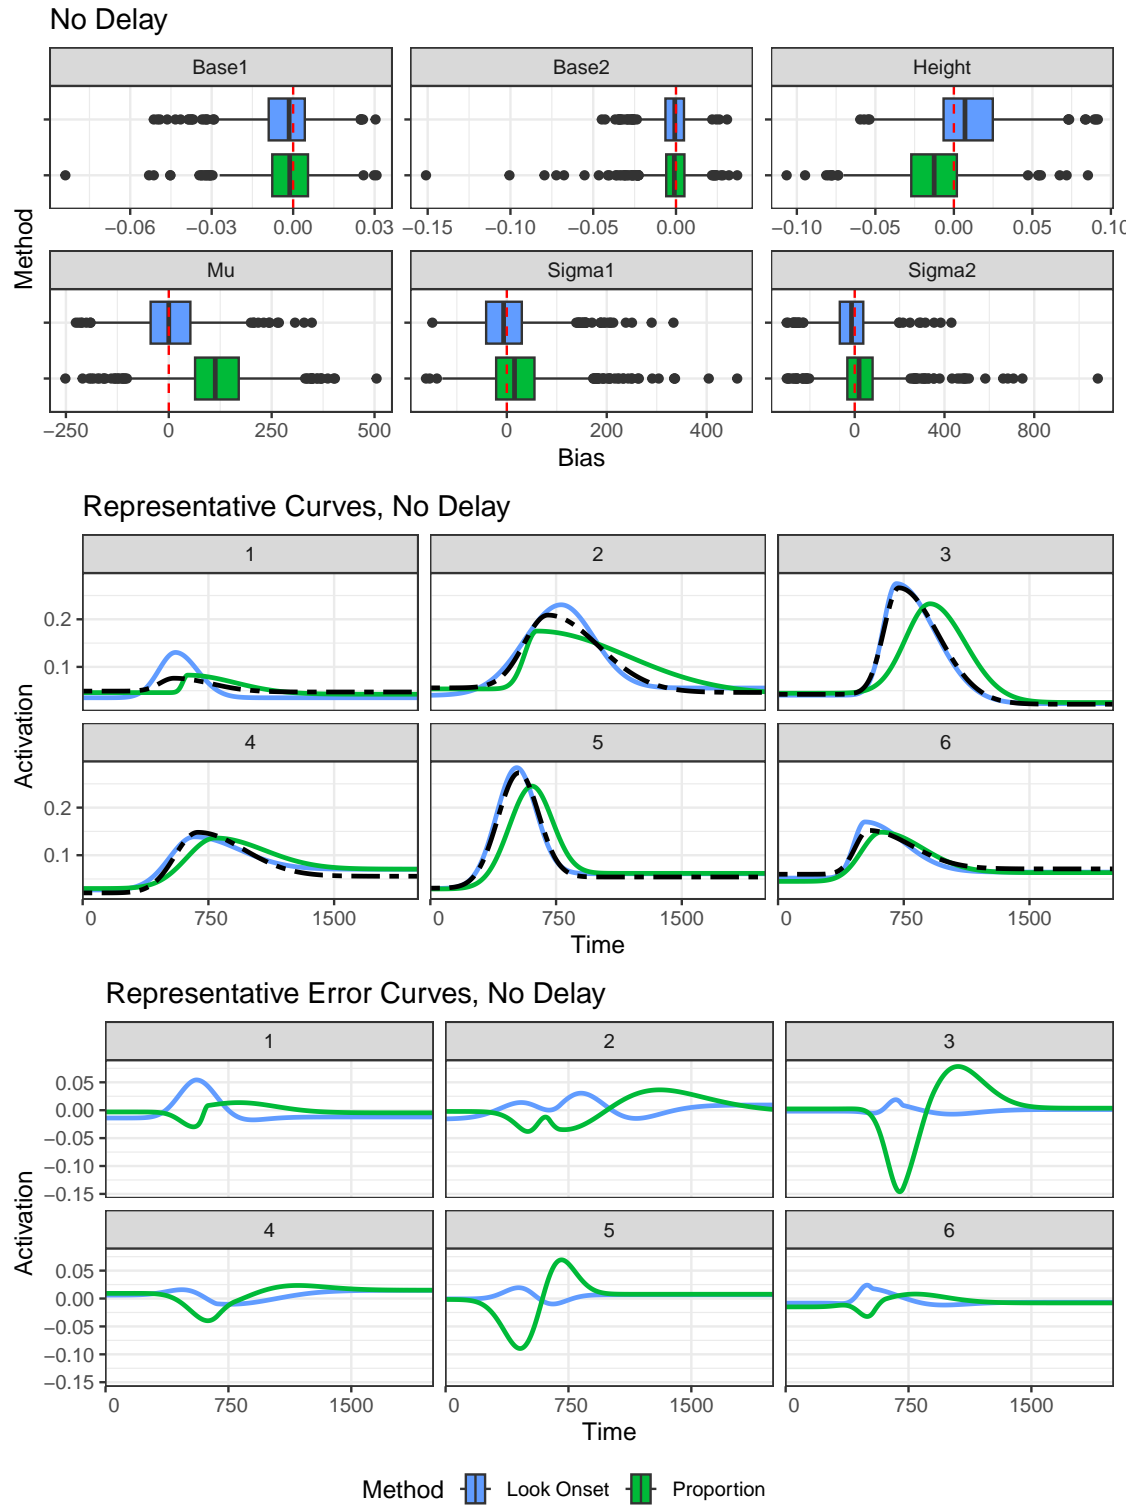 No Delay
Base1 Base2 Height
−0.06 −0.03 0.00 0.03 −0.15 −0.10 −0.05 0.00 −0.10 −0.05 0.00 0.05 0.10
Method
Mu Sigma1 Sigma2
−250 0 250 500 0 200 400 0 400 800
Bias
Representative Curves, No Delay
1 2 3
0.2
0.1
Activation
4 5 6
0.2
0.1
0 750 1500 0 750 1500 0 750 1500
Time
Representative Error Curves, No Delay
1 2 3
0.05
0.00
−0.05
−0.10
−0.15
Activation
4 5 6
0.05
0.00
−0.05
−0.10
−0.15
0 750 1500 0 750 1500 0 750 1500
Time
Method Look Onset Proportion